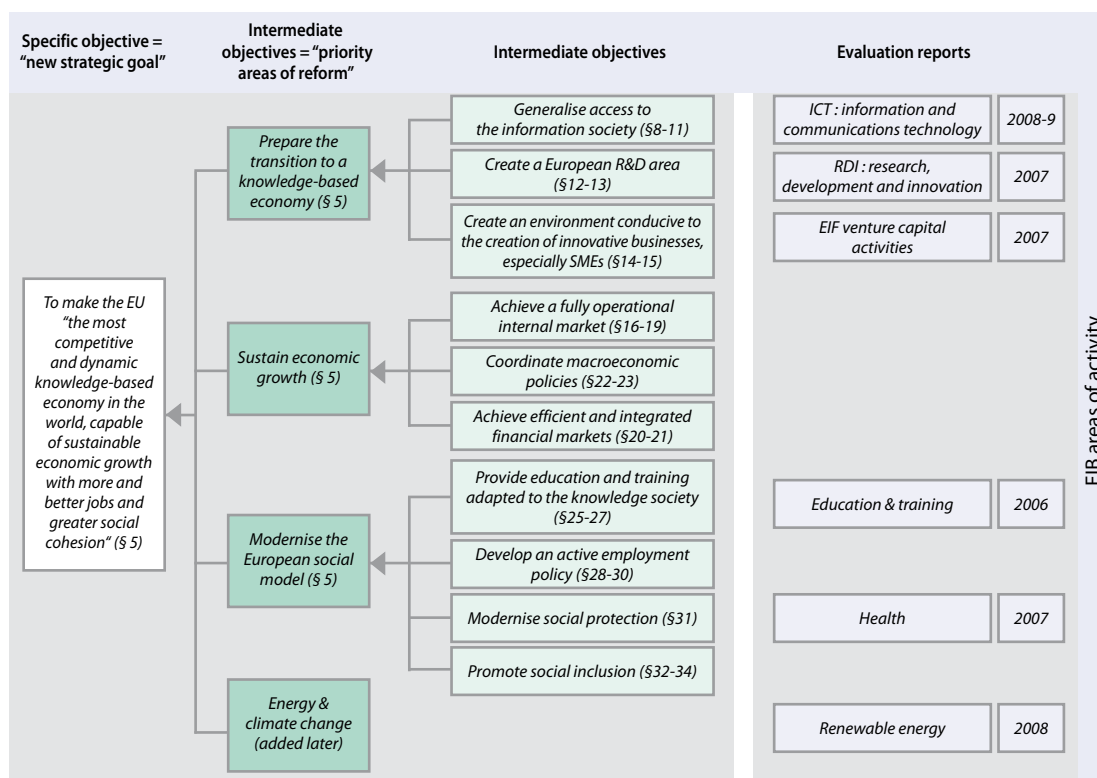 Specific objective =
“new strategic goal”
Intermediate
objectives = “priority
areas of reform”
Intermediate objectives
Evaluation reports
To make the EU
“the most
competitive
and dynamic
knowledge-based
economy in the
world, capable
of sustainable
economic growth
with more and
better jobs and
greater social
cohesion“ (§ 5)
Prepare the
transition to a
knowledge-based
economy (§ 5)
Generalise access to
the information society (§8-11)
Create a European R&D area
(§12-13)
Create an environment conducive to
the creation of innovative businesses,
especially SMEs (§14-15)
ICT : information and
communications technology
2008-9
RDI : research,
development and innovation
2007
EIF venture capital
activities
2007
Sustain economic
growth (§ 5)
Achieve a fully operational
internal market (§16-19)
Coordinate macroeconomic
policies (§22-23)
Achieve efficient and integrated
financial markets (§20-21)
Modernise the
European social
model (§ 5)
Provide education and training
adapted to the knowledge society
(§25-27)
Develop an active employment
policy (§28-30)
Modernise social protection (§31)
Promote social inclusion (§32-34)
Education & training
2006
Health
2007
Energy &
climate change
(added later)
Renewable energy
2008
EIB areas of activity